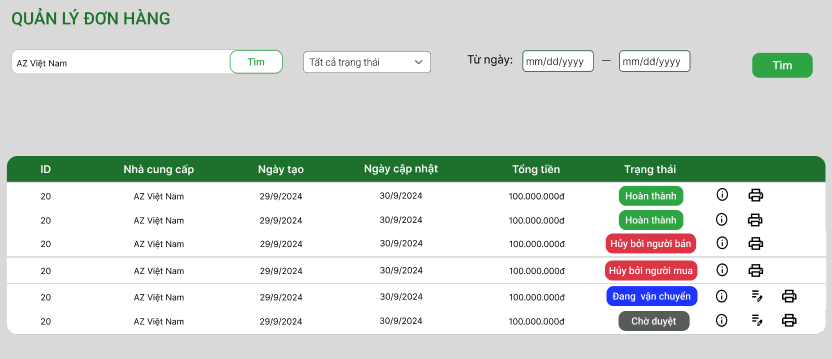 QUẢN LÝ ĐƠN HÀNG
AZ Việt Nam Tìm Tất cả trạng thái Từ ngày: mm/dd/yyyy — mm/dd/yyyy Tìm
ID Nhà cung cấp Ngày tạo Ngày cập nhật Tổng tiền Trạng thái
20 AZ Việt Nam 29/9/2024 30/9/2024 100.000.000đ Hoàn thành
20 AZ Việt Nam 29/9/2024 30/9/2024 100.000.000đ Hoàn thành
20 AZ Việt Nam 29/9/2024 30/9/2024 100.000.000đ Hủy bởi người bán
20 AZ Việt Nam 29/9/2024 30/9/2024 100.000.000đ Hủy bởi người mua
20 AZ Việt Nam 29/9/2024 30/9/2024 100.000.000đ Đang vận chuyển
20 AZ Việt Nam 29/9/2024 30/9/2024 100.000.000đ Chờ duyệt